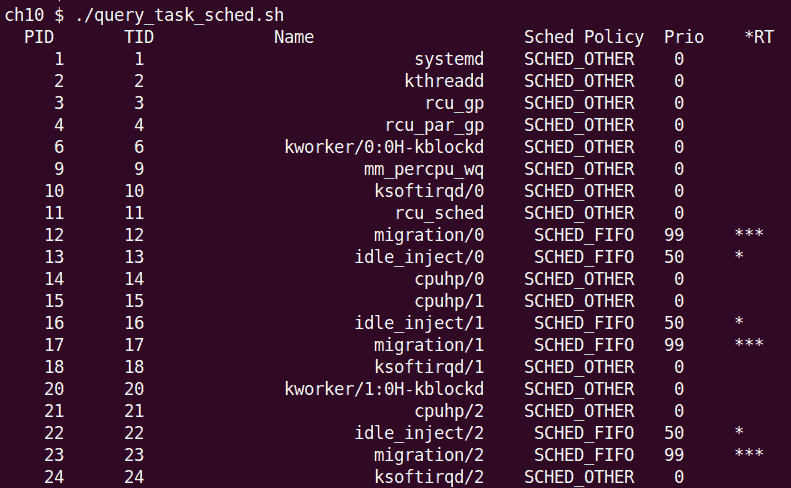 ch10 $ ./query_task_sched.sh
PID TID Name Sched Policy Prio *RT
1 1 systemd SCHED_OTHER 0
2 2 kthreadd SCHED_OTHER 0
3 3 rcu_gp SCHED_OTHER 0
4 4 rcu_par_gp SCHED_OTHER 0
6 6 kworker/0:0H-kblockd SCHED_OTHER 0
9 9 mm_percpu_wq SCHED_OTHER 0
10 10 ksoftirqd/0 SCHED_OTHER 0
11 11 rcu_sched SCHED_OTHER 0
12 12 migration/0 SCHED_FIFO 99 ***
13 13 idle_inject/0 SCHED_FIFO 50 *
14 14 cpuhp/0 SCHED_OTHER 0
15 15 cpuhp/1 SCHED_OTHER 0
16 16 idle_inject/1 SCHED_FIFO 50 *
17 17 migration/1 SCHED_FIFO 99 ***
18 18 ksoftirqd/1 SCHED_OTHER 0
20 20 kworker/1:0H-kblockd SCHED_OTHER 0
21 21 cpuhp/2 SCHED_OTHER 0
22 22 idle_inject/2 SCHED_FIFO 50 *
23 23 migration/2 SCHED_FIFO 99 ***
24 24 ksoftirqd/2 SCHED_OTHER 0